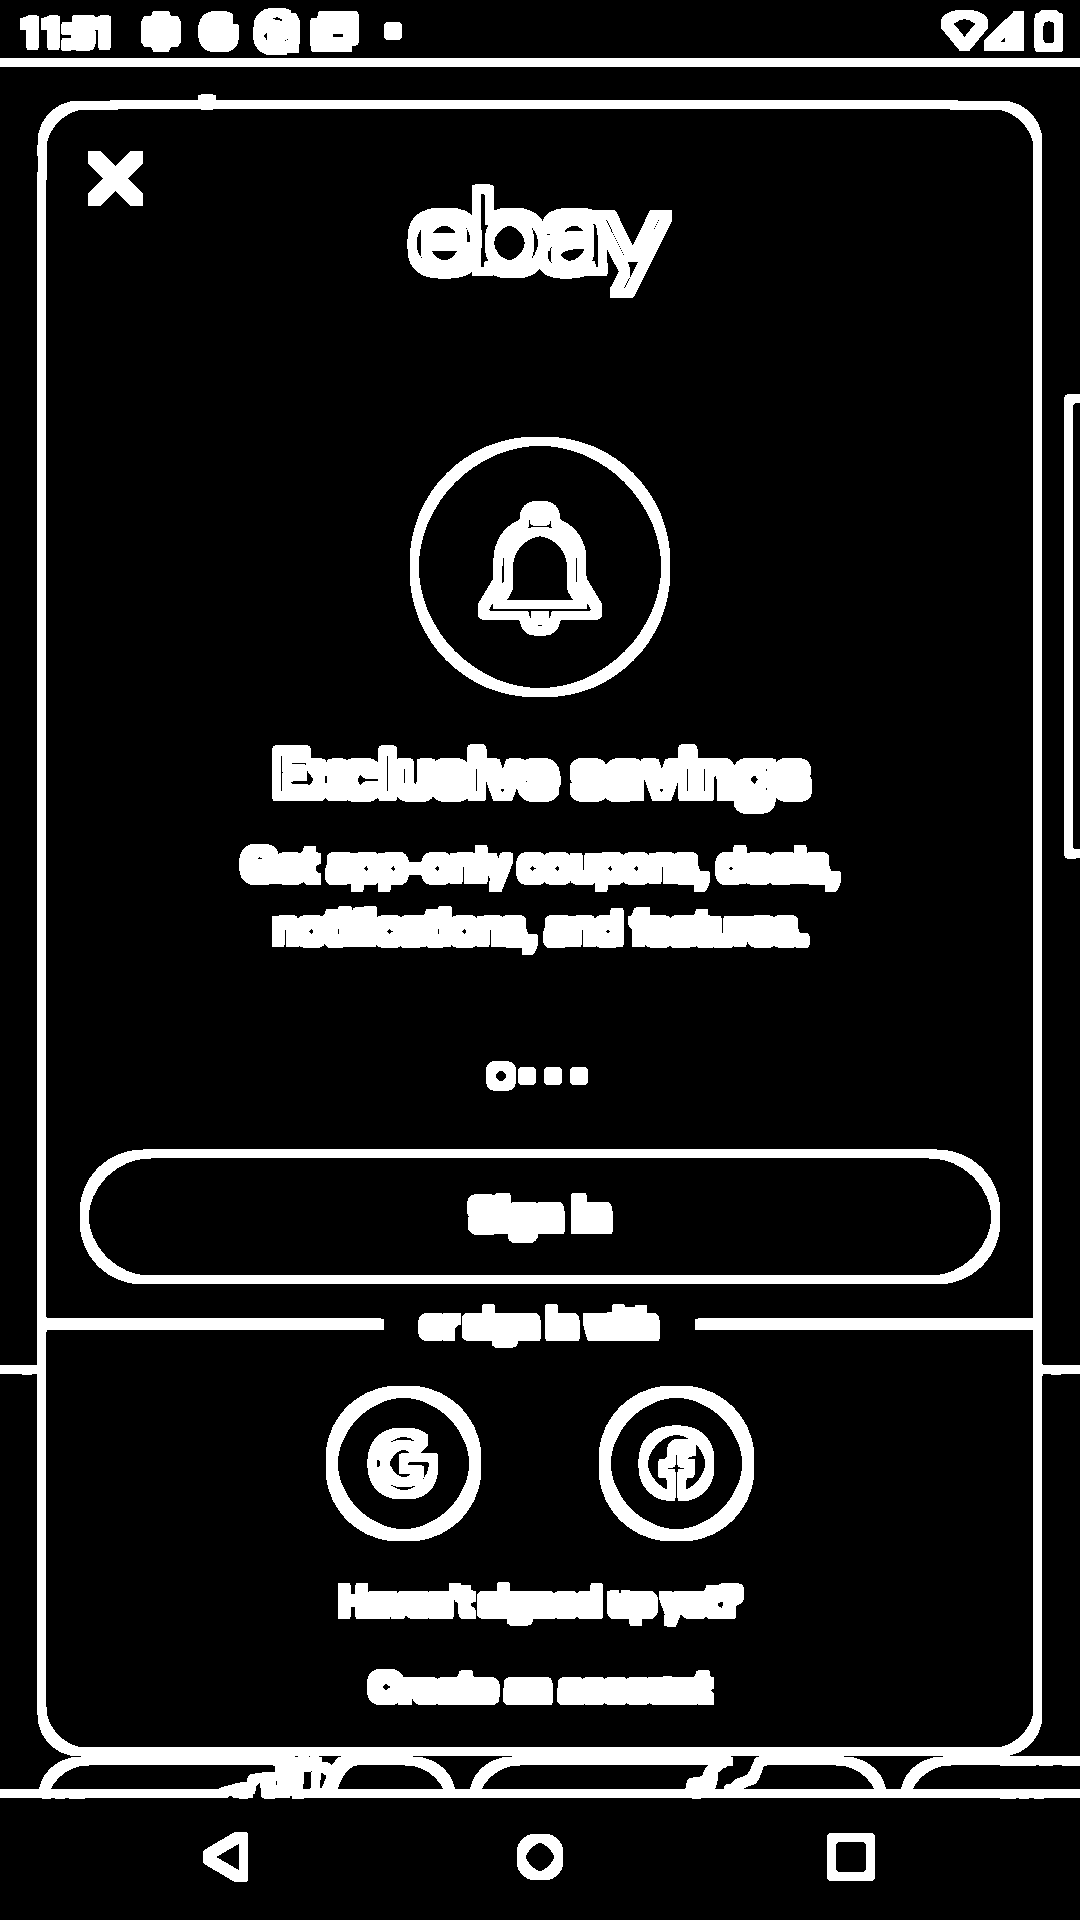 11:51
ebay
Exclusive savings
Get app-only coupons, deals,
notifications, and features.
Sign in
or sign in with
Haven't signed up yet?
Create an account